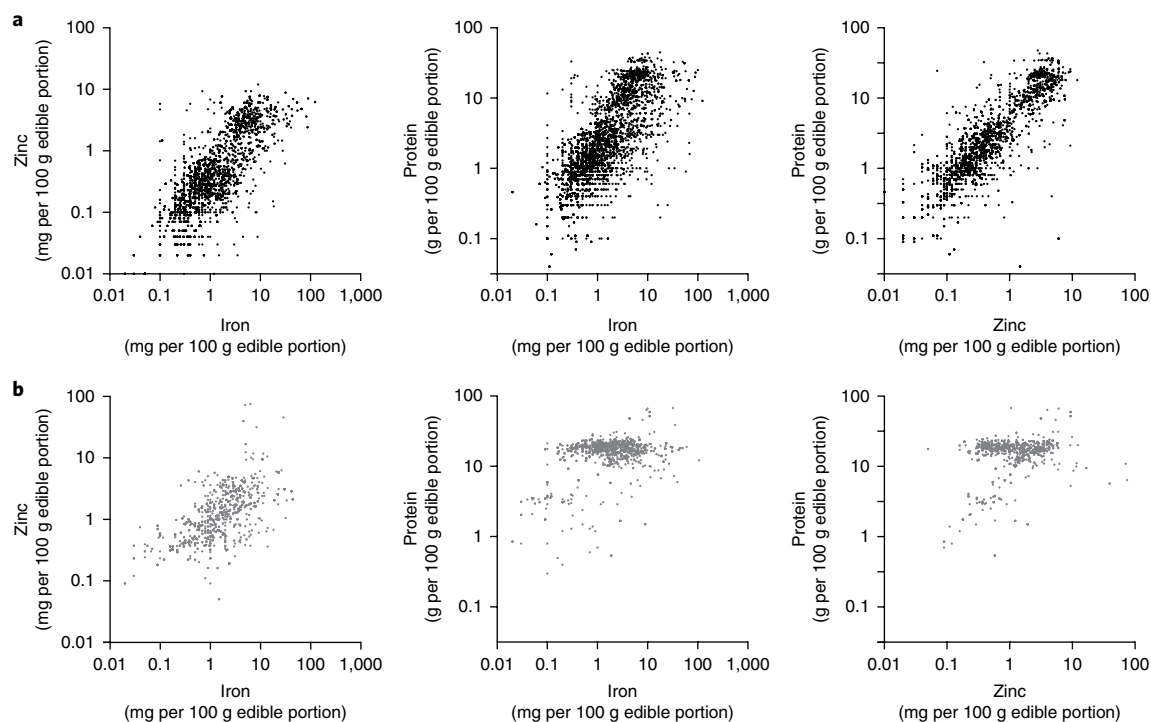 a
100
10
1
0.1
0.01
Zinc
(mg per 100 g edible portion)
0.01 0.1 1 10 100 1,000
Iron
(mg per 100 g edible portion)
100
10
1
0.1
Protein
(g per 100 g edible portion)
0.01 0.1 1 10 100 1,000
Iron
(mg per 100 g edible portion)
100
10
1
0.1
Protein
(g per 100 g edible portion)
0.01 0.1 1 10 100
Zinc
(mg per 100 g edible portion)
b
100
10
1
0.1
0.01
Zinc
(mg per 100 g edible portion)
0.01 0.1 1 10 100 1,000
Iron
(mg per 100 g edible portion)
100
10
1
0.1
Protein
(g per 100 g edible portion)
0.01 0.1 1 10 100 1,000
Iron
(mg per 100 g edible portion)
100
10
1
0.1
Protein
(g per 100 g edible portion)
0.01 0.1 1 10 100
Zinc
(mg per 100 g edible portion)